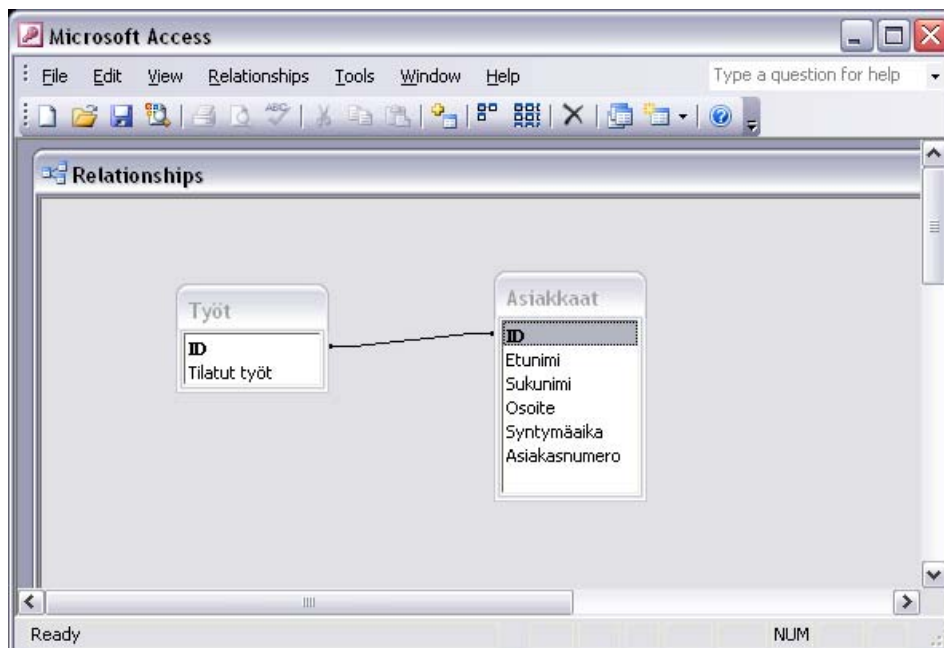 Microsoft Access
File Edit View Relationships Tools Window Help Type a question for help
ABC
Relationships
Työt
ID
Tilatut työt
Asiakkaat
ID
Etunimi
Sukunimi
Osoite
Syntymäaika
Asiakasnumero
Ready NUM